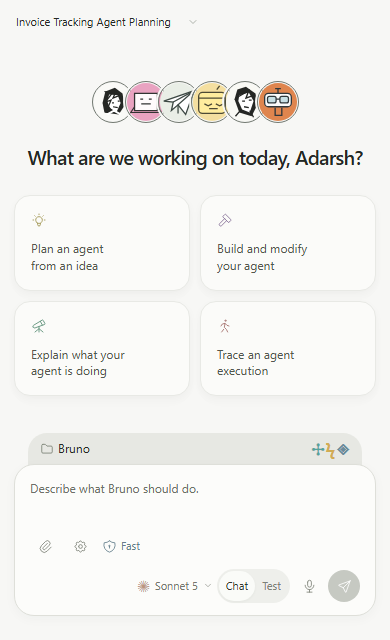 Invoice Tracking Agent Planning
What are we working on today, Adarsh?
Plan an agent
from an idea
Build and modify
your agent
Explain what your
agent is doing
Trace an agent
execution
Bruno
Describe what Bruno should do.
Fast
Sonnet 5
Chat
Test